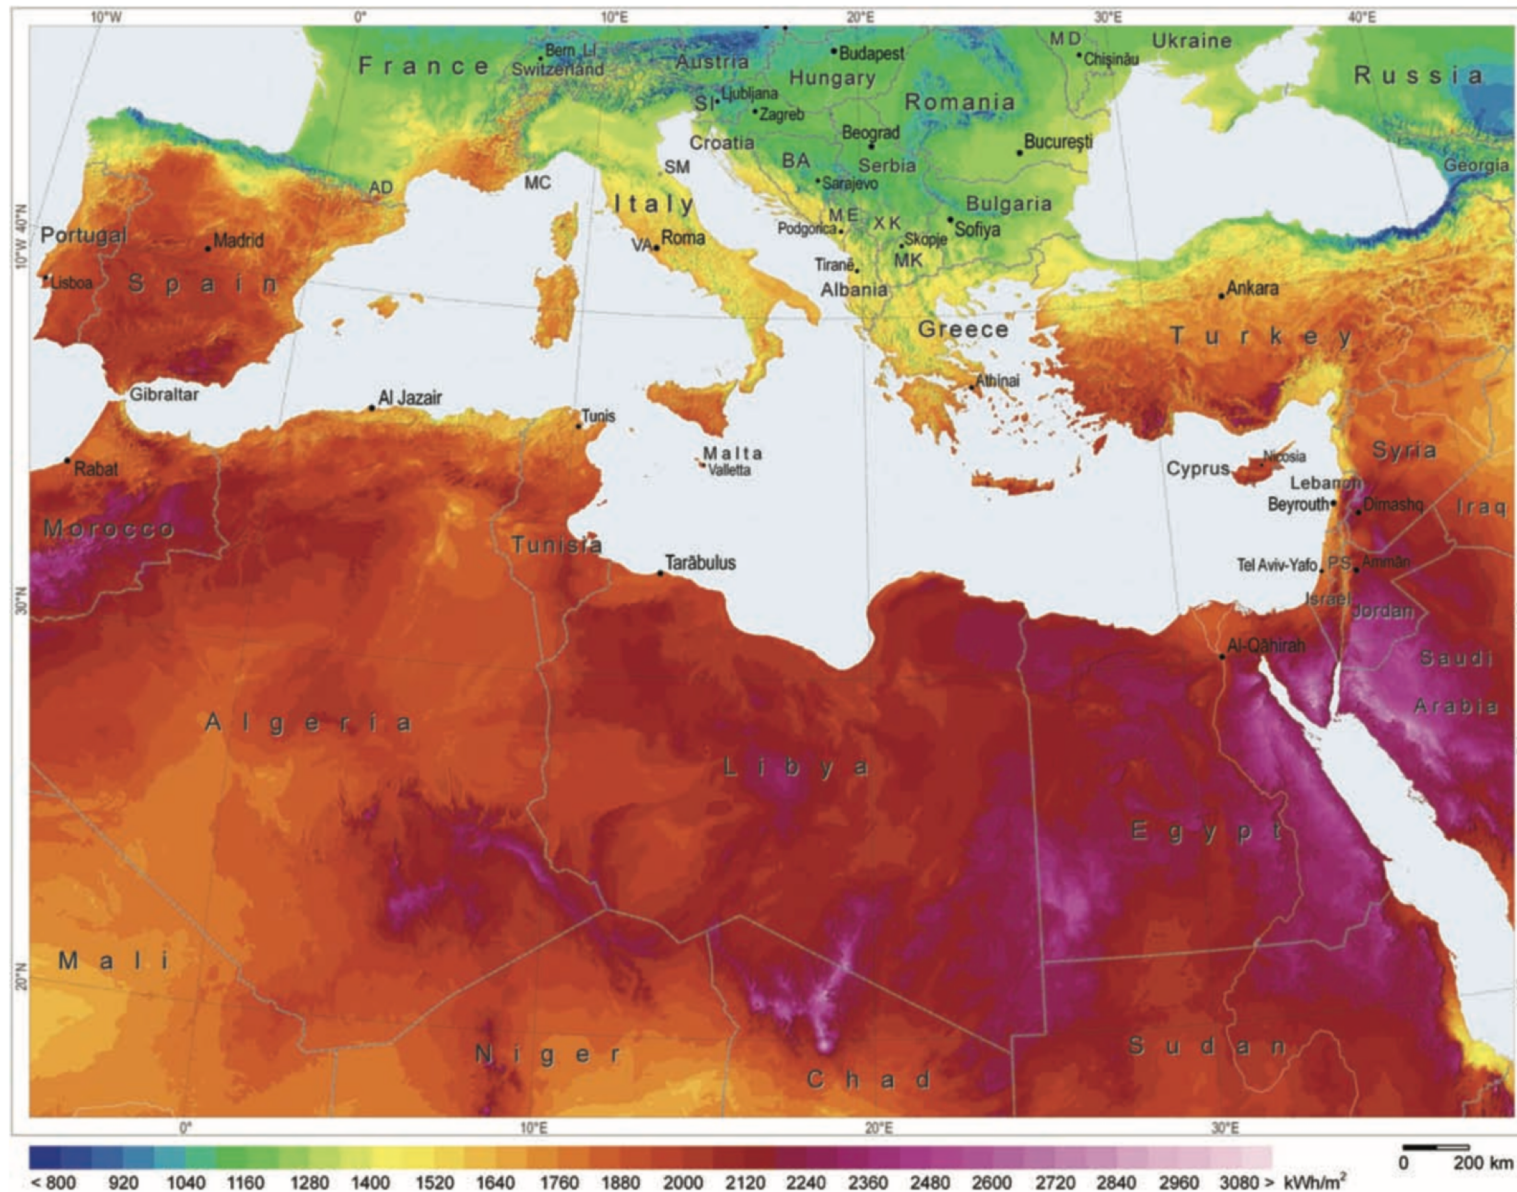 10°W 0° 10°E 20°E 30°E 40°E
Bern LI
Switzerland
France
Austria
Budapest
Hungary
MD
Chișinău
Ukraine
Russia
SI
Ljubljana
Zagreb
Romania
Croatia
Beograd
BA
Serbia
București
Georgia
SM
MC
AD
Sarajevo
Italy
ME
XK
Bulgaria
40°N
10°W
Portugal
Madrid
VA
Roma
Podgorica
Skopje
Sofiya
MK
Lisboa
Spain
Tiranë
Albania
Ankara
Greece
Turkey
Gibraltar
Al Jazair
Athinai
Tunis
Rabat
Malta
Valletta
Cyprus
Nicosia
Syria
Lebanon
Morocco
Beyrouth
Dimashq
Iraq
Tunisia
Tarābulus
Tel Aviv-Yafo
PS
Ammān
30°N
Israel
Jordan
Al-Qāhirah
Saudi
Arabia
Algeria
Libya
Egypt
Mali
20°N
Niger
Chad
Sudan
0° 10°E 20°E 30°E
< 800 920 1040 1160 1280 1400 1520 1640 1760 1880 2000 2120 2240 2360 2480 2600 2720 2840 2960 3080 > kWh/m²
0 200 km